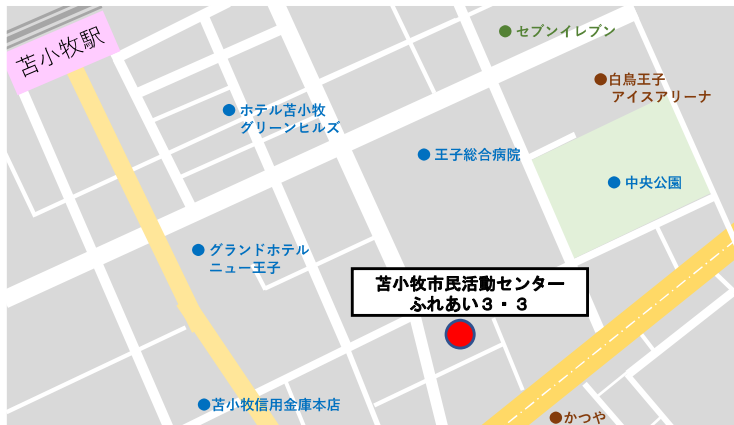 苫小牧駅
セブンイレブン
白鳥王子
アイスアリーナ
ホテル苫小牧
グリーンヒルズ
王子総合病院
中央公園
グランドホテル
ニュー王子
苫小牧市民活動センター
ふれあい３・３
苫小牧信用金庫本店
かつや